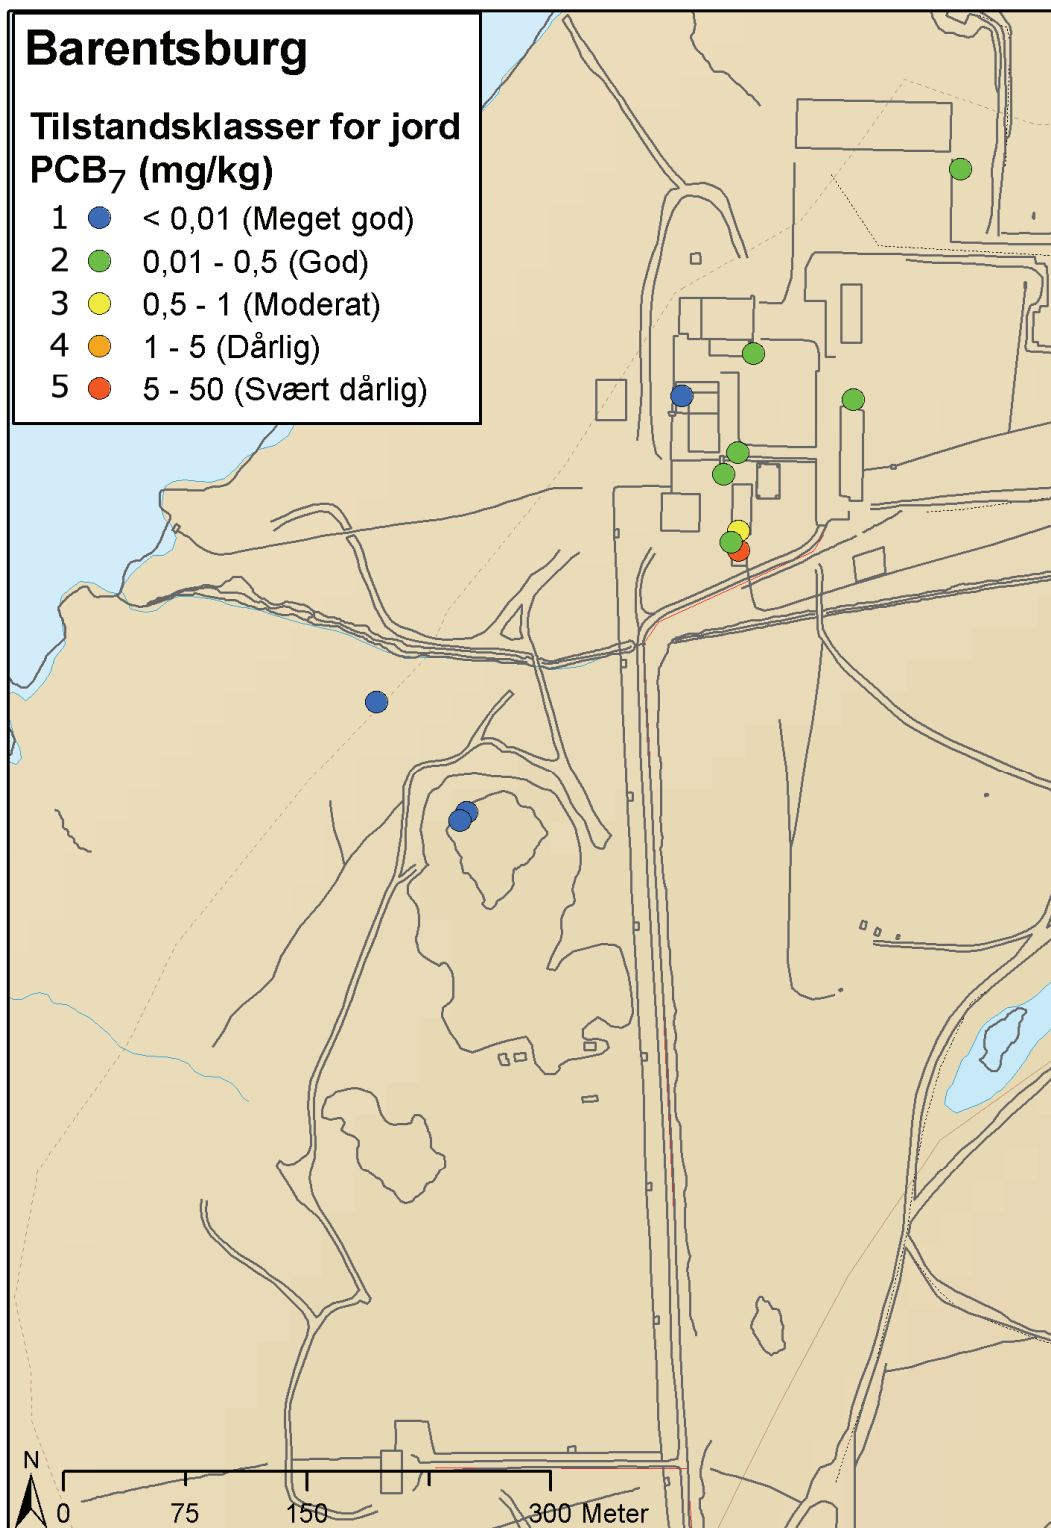 Barentsburg
Tilstandsklasser for jord
PCB₇ (mg/kg)
1 < 0,01 (Meget god)
2 0,01 - 0,5 (God)
3 0,5 - 1 (Moderat)
4 1 - 5 (Dårlig)
5 5 - 50 (Svært dårlig)
N
0 75 150 300 Meter